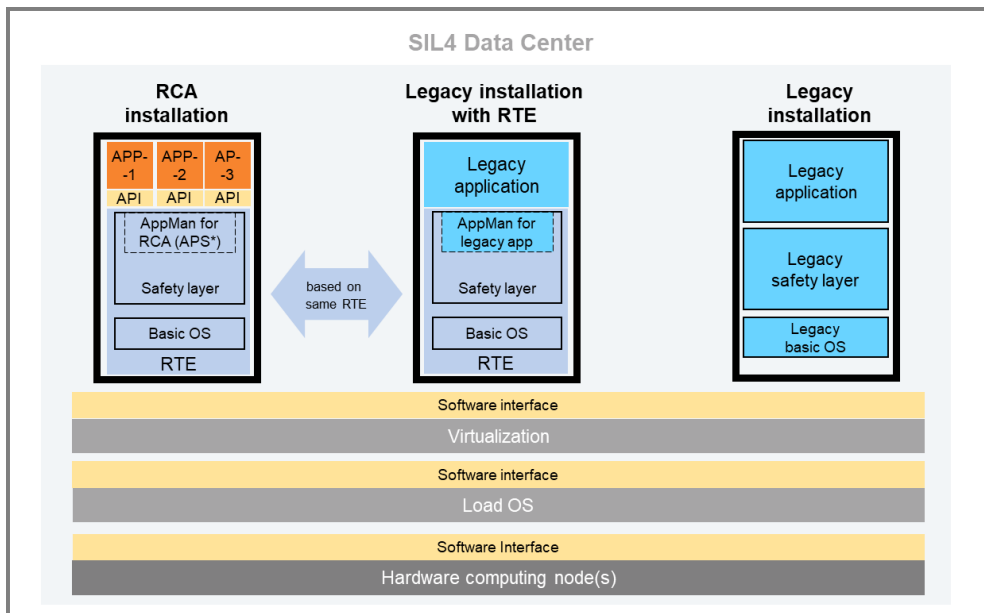 SIL4 Data Center
RCA
installation
APP-
-1
APP-
-2
AP-
-3
API
API
API
AppMan for
RCA (APS*)
Safety layer
Basic OS
RTE
based on
same RTE
Legacy installation
with RTE
Legacy
application
AppMan for
legacy app
Safety layer
Basic OS
RTE
Legacy
installation
Legacy
application
Legacy
safety layer
Legacy
basic OS
Software interface
Virtualization
Software interface
Load OS
Software Interface
Hardware computing node(s)